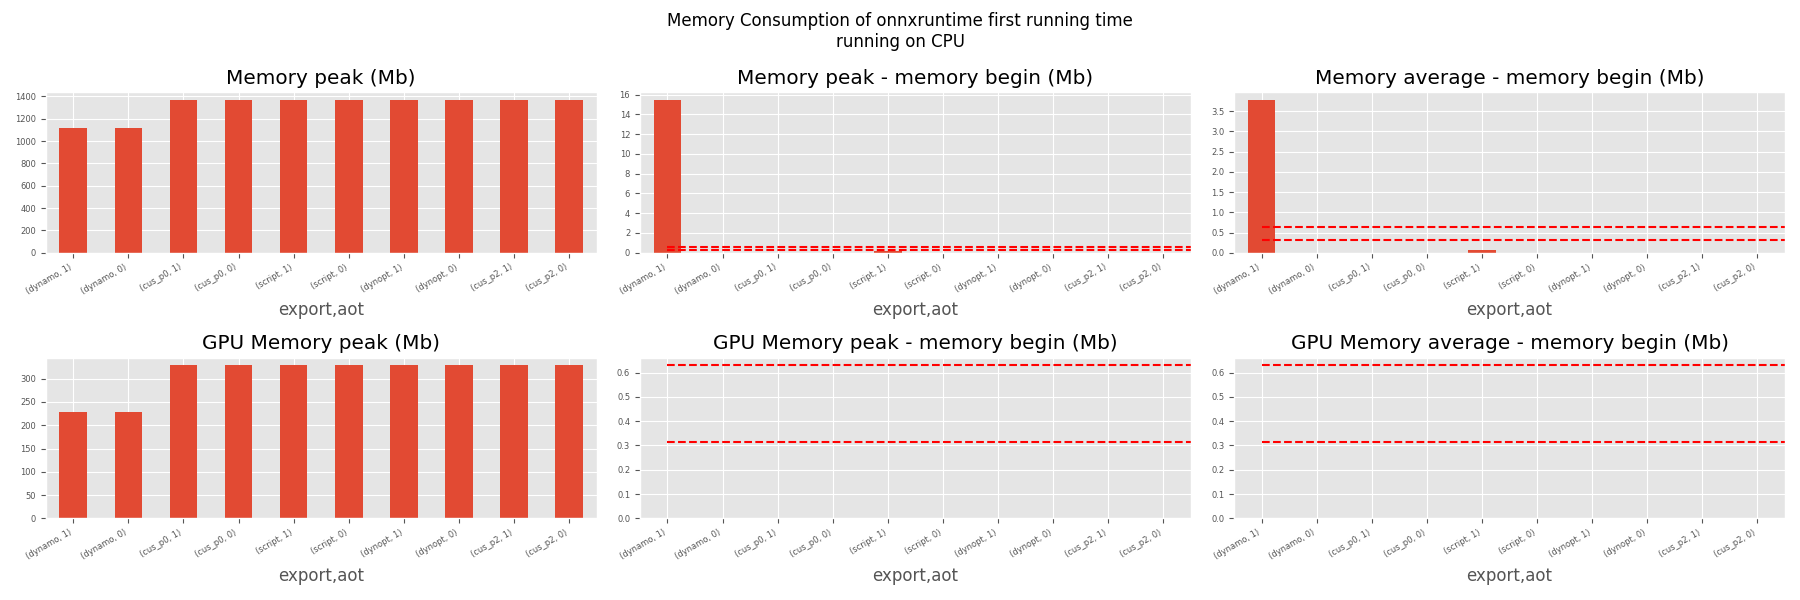 Memory Consumption of onnxruntime first running time
running on CPU
Memory peak (Mb)
1400
1200
1000
800
600
400
200
0
(dynamo, 1)
(dynamo, 0)
(cus_p0, 1)
(cus_p0, 0)
(script, 1)
(script, 0)
(dynopt, 1)
(dynopt, 0)
(cus_p2, 1)
(cus_p2, 0)
export,aot
Memory peak - memory begin (Mb)
16
14
12
10
8
6
4
2
0
(dynamo, 1)
(dynamo, 0)
(cus_p0, 1)
(cus_p0, 0)
(script, 1)
(script, 0)
(dynopt, 1)
(dynopt, 0)
(cus_p2, 1)
(cus_p2, 0)
export,aot
Memory average - memory begin (Mb)
3.5
3.0
2.5
2.0
1.5
1.0
0.5
0.0
(dynamo, 1)
(dynamo, 0)
(cus_p0, 1)
(cus_p0, 0)
(script, 1)
(script, 0)
(dynopt, 1)
(dynopt, 0)
(cus_p2, 1)
(cus_p2, 0)
export,aot
GPU Memory peak (Mb)
300
250
200
150
100
50
0
(dynamo, 1)
(dynamo, 0)
(cus_p0, 1)
(cus_p0, 0)
(script, 1)
(script, 0)
(dynopt, 1)
(dynopt, 0)
(cus_p2, 1)
(cus_p2, 0)
export,aot
GPU Memory peak - memory begin (Mb)
0.6
0.5
0.4
0.3
0.2
0.1
0.0
(dynamo, 1)
(dynamo, 0)
(cus_p0, 1)
(cus_p0, 0)
(script, 1)
(script, 0)
(dynopt, 1)
(dynopt, 0)
(cus_p2, 1)
(cus_p2, 0)
export,aot
GPU Memory average - memory begin (Mb)
0.6
0.5
0.4
0.3
0.2
0.1
0.0
(dynamo, 1)
(dynamo, 0)
(cus_p0, 1)
(cus_p0, 0)
(script, 1)
(script, 0)
(dynopt, 1)
(dynopt, 0)
(cus_p2, 1)
(cus_p2, 0)
export,aot